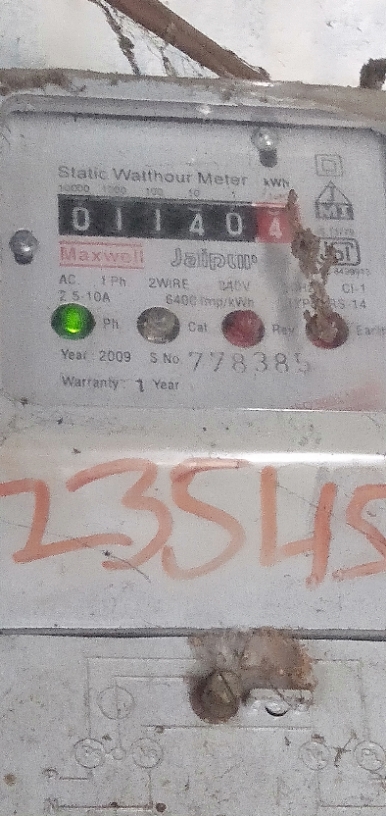 Static Watthour Meter kWh
10000 1000 100 10 1
0 1 1 4 0 4
Maxwell Jaipur
AC 1 Ph 2WIRE 240V
2.5-10A 6400 Imp/kWh CI-1
Ph. Cal Rev Earth
Year : 2009 S No. 778385
Warranty: 1 Year